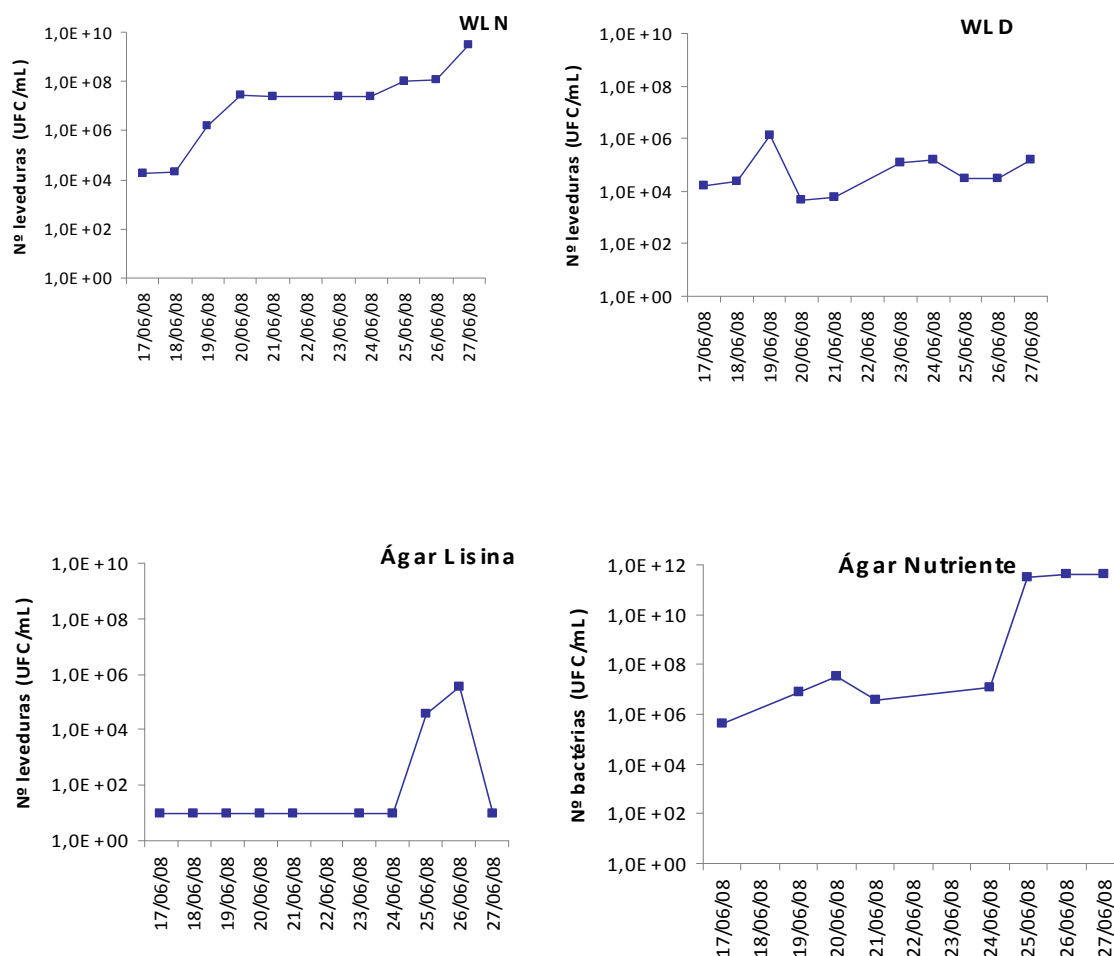 WLN
Nº leveduras (UFC/mL)
1,0E+10
1,0E+08
1,0E+06
1,0E+04
1,0E+02
1,0E+00
17/06/08
18/06/08
19/06/08
20/06/08
21/06/08
22/06/08
23/06/08
24/06/08
25/06/08
26/06/08
27/06/08
WLD
Nº leveduras (UFC/mL)
1,0E+10
1,0E+08
1,0E+06
1,0E+04
1,0E+02
1,0E+00
17/06/08
18/06/08
19/06/08
20/06/08
21/06/08
22/06/08
23/06/08
24/06/08
25/06/08
26/06/08
27/06/08
Ágar Lisina
Nº leveduras (UFC/mL)
1,0E+10
1,0E+08
1,0E+06
1,0E+04
1,0E+02
1,0E+00
17/06/08
18/06/08
19/06/08
20/06/08
21/06/08
22/06/08
23/06/08
24/06/08
25/06/08
26/06/08
27/06/08
Ágar Nutriente
Nº bactérias (UFC/mL)
1,0E+12
1,0E+10
1,0E+08
1,0E+06
1,0E+04
1,0E+02
1,0E+00
17/06/08
18/06/08
19/06/08
20/06/08
21/06/08
22/06/08
23/06/08
24/06/08
25/06/08
26/06/08
27/06/08